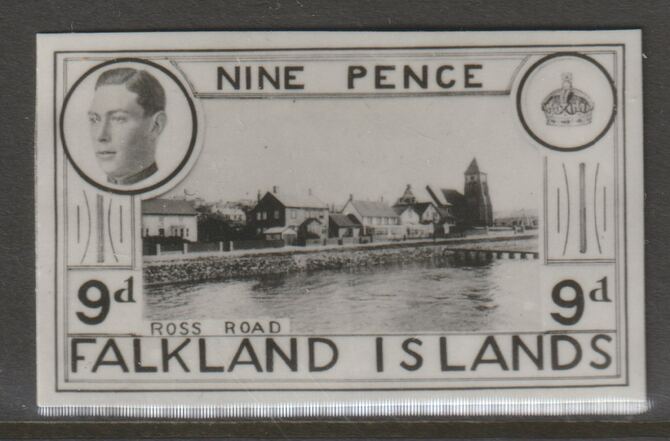 NINE PENCE
9d
9d
ROSS ROAD
FALKLAND ISLANDS